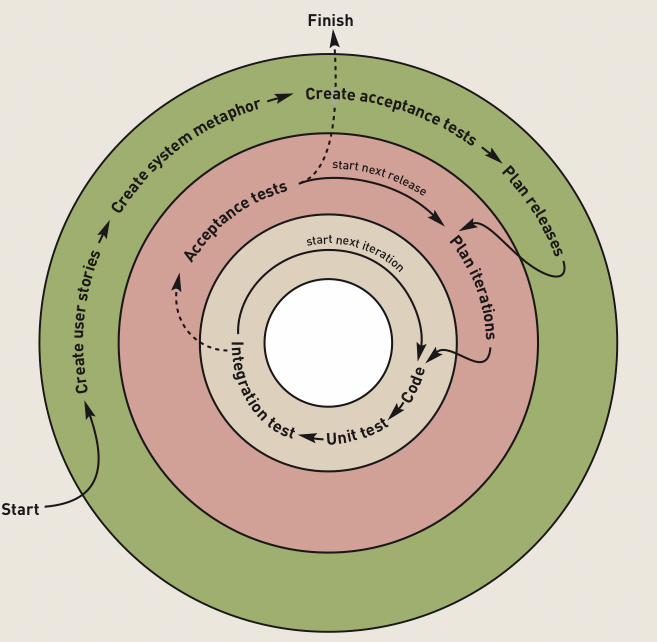 Finish
Create acceptance tests
Create system metaphor
Plan releases
start next release
Acceptance tests
Plan iterations
start next iteration
Create user stories
Code
Integration test
Unit test
Start